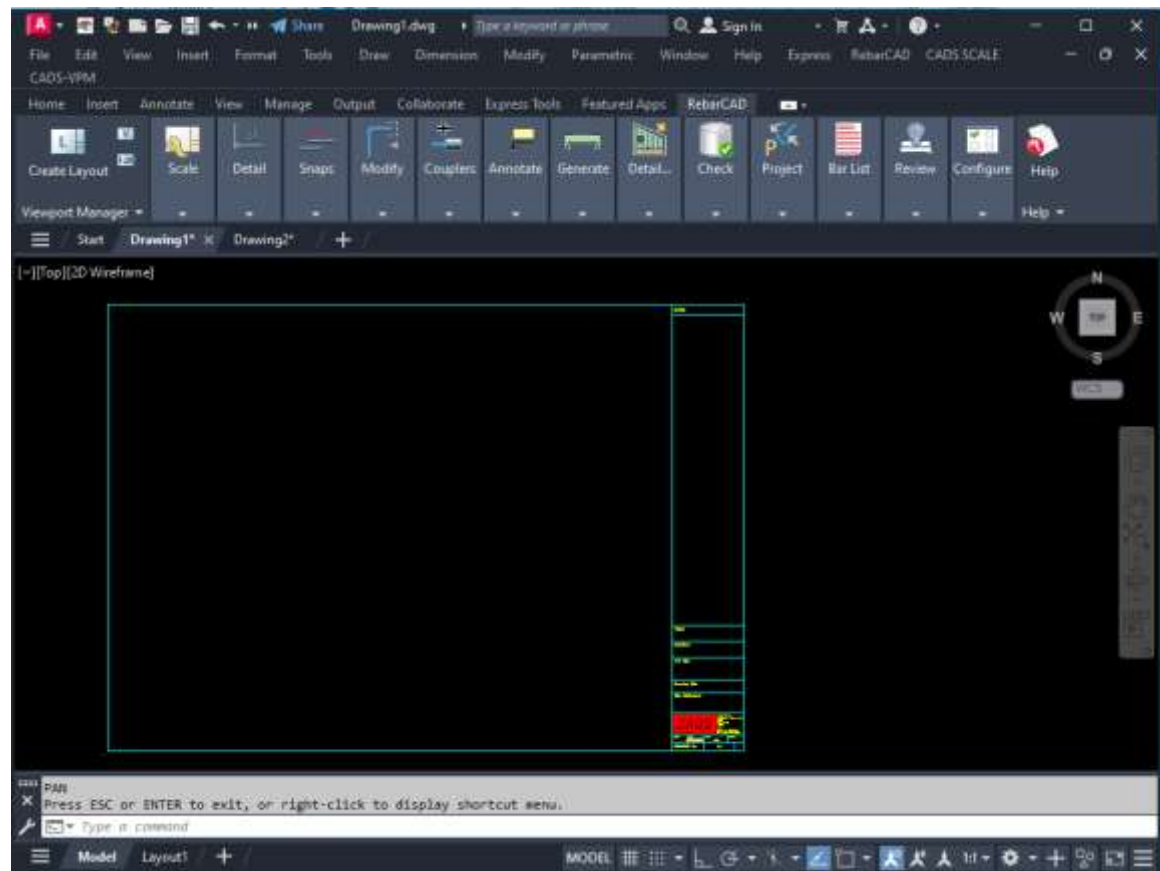 Share Drawing1.dwg Type a keyword or phrase Sign in
File Edit View Insert Format Tools Draw Dimension Modify Parametric Window Help Express RebarCAD CADS SCALE
CADS-VPM
Home Insert Annotate View Manage Output Collaborate Express Tools Featured Apps RebarCAD
Create Layout Scale Detail Snaps Modify Couplers Annotate Generate Detail... Check Project Bar List Review Configure Help
Viewport Manager Help
Start Drawing1* Drawing2*
[-][Top][2D Wireframe]
N
W TOP E
S
WCS
CADS
PAN
Press ESC or ENTER to exit, or right-click to display shortcut menu.
Type a command
Model Layout1 MODEL 1:1